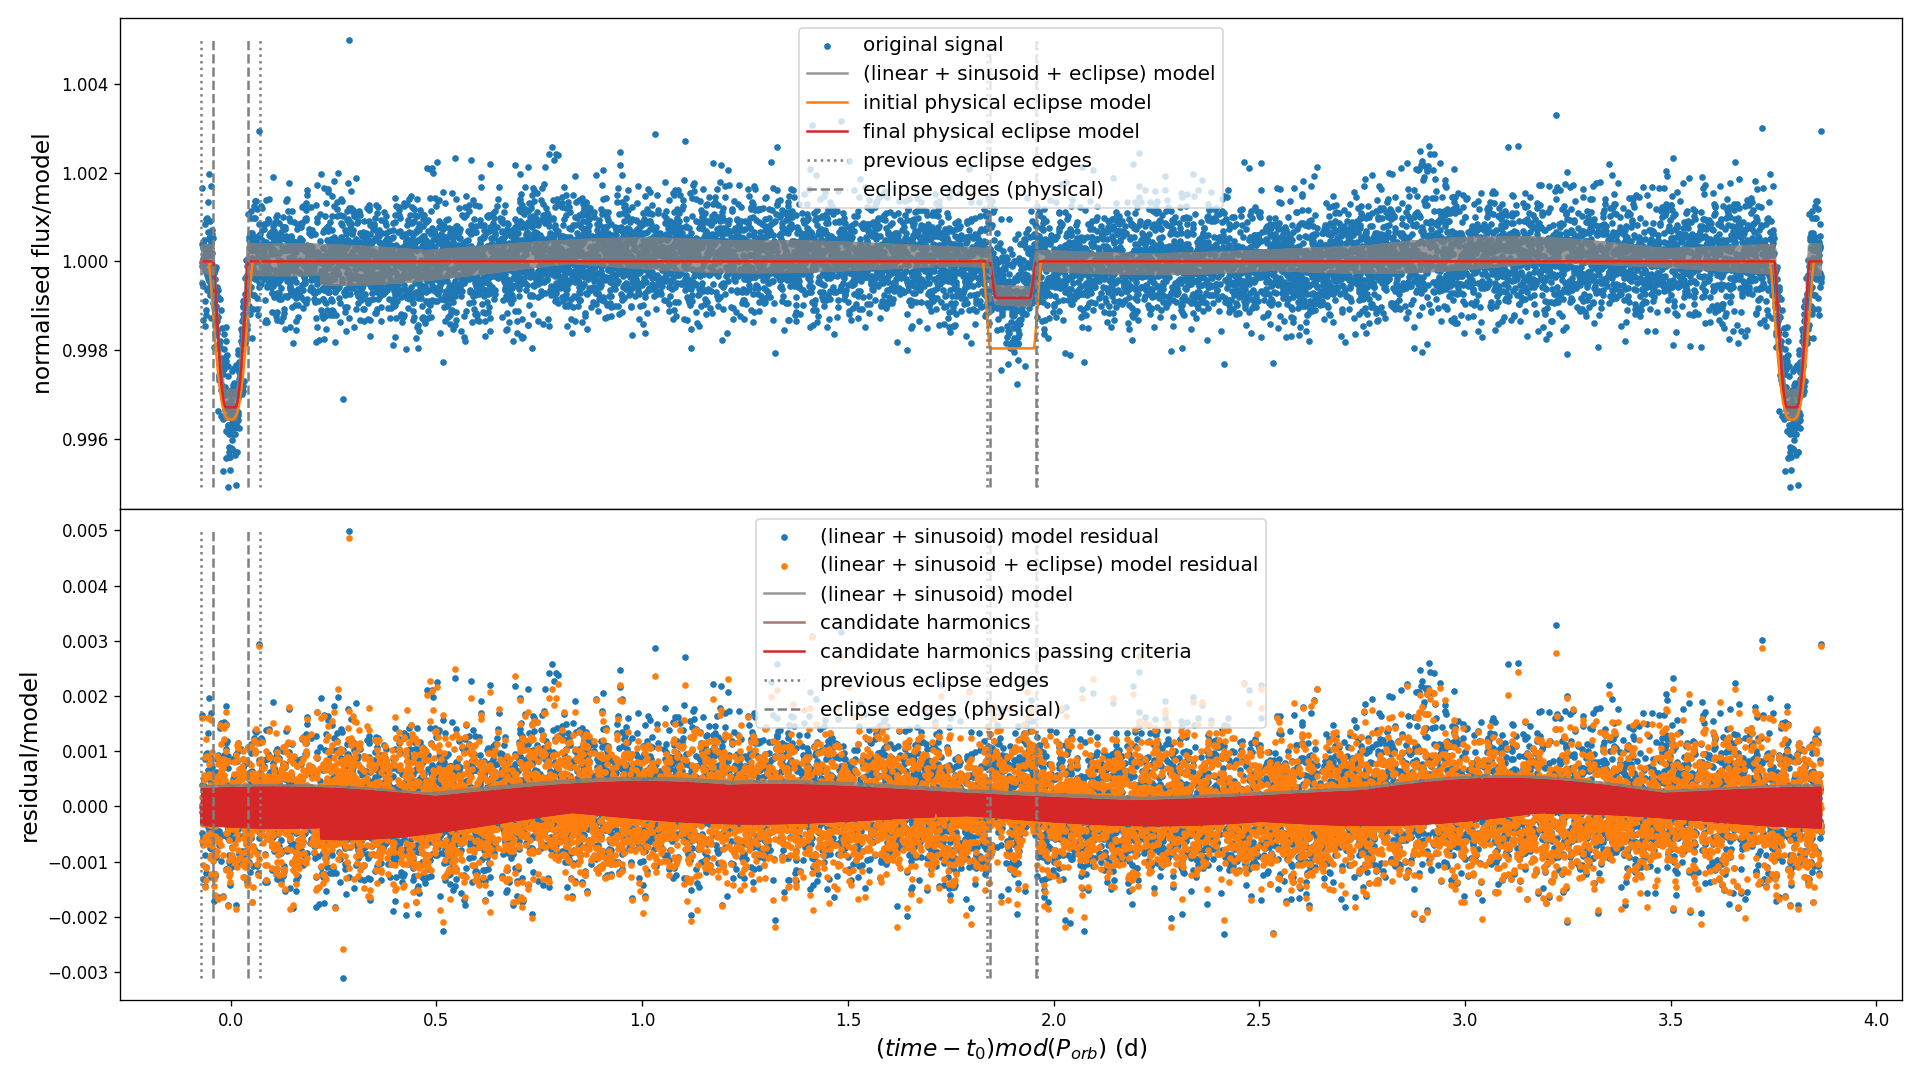 original signal
(linear + sinusoid + eclipse) model
initial physical eclipse model
final physical eclipse model
previous eclipse edges
eclipse edges (physical)
normalised flux/model
1.004
1.002
1.000
0.998
0.996
(linear + sinusoid) model residual
(linear + sinusoid + eclipse) model residual
(linear + sinusoid) model
candidate harmonics
candidate harmonics passing criteria
previous eclipse edges
eclipse edges (physical)
residual/model
0.005
0.004
0.003
0.002
0.001
0.000
−0.001
−0.002
−0.003
0.0 0.5 1.0 1.5 2.0 2.5 3.0 3.5 4.0
(time − t₀)mod(P_orb) (d)